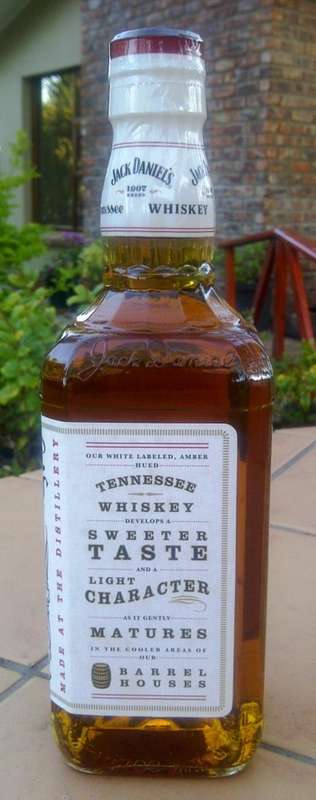 JACK DANIEL'S
1907
WHISKEY
Jack Daniel
MADE AT THE DISTILLERY
OUR WHITE LABELED, AMBER
HUED
TENNESSEE
WHISKEY
DEVELOPS A
SWEETER
TASTE
AND A
LIGHT
CHARACTER
AS IT GENTLY
MATURES
IN THE COOLER AREAS OF
OUR
BARREL
HOUSES